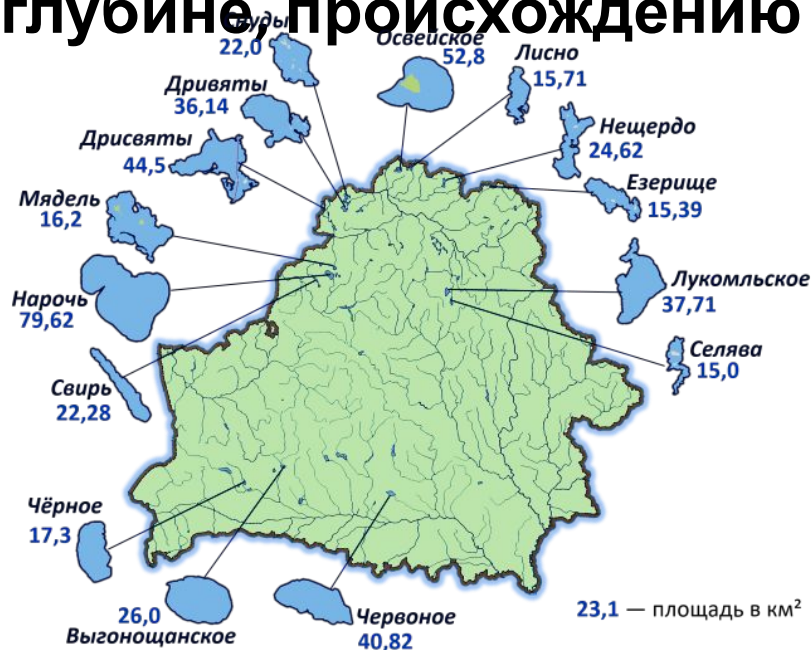 глубине, происхождению
22,0
Освейское
52,8
Лисно
15,71
Дривяты
36,14
Нещердо
24,62
Дрисвяты
44,5
Езерище
15,39
Мядель
16,2
Лукомльское
37,71
Нарочь
79,62
Селява
15,0
Свирь
22,28
Чёрное
17,3
26,0
Выгонощанское
Червоное
40,82
23,1 — площадь в км²